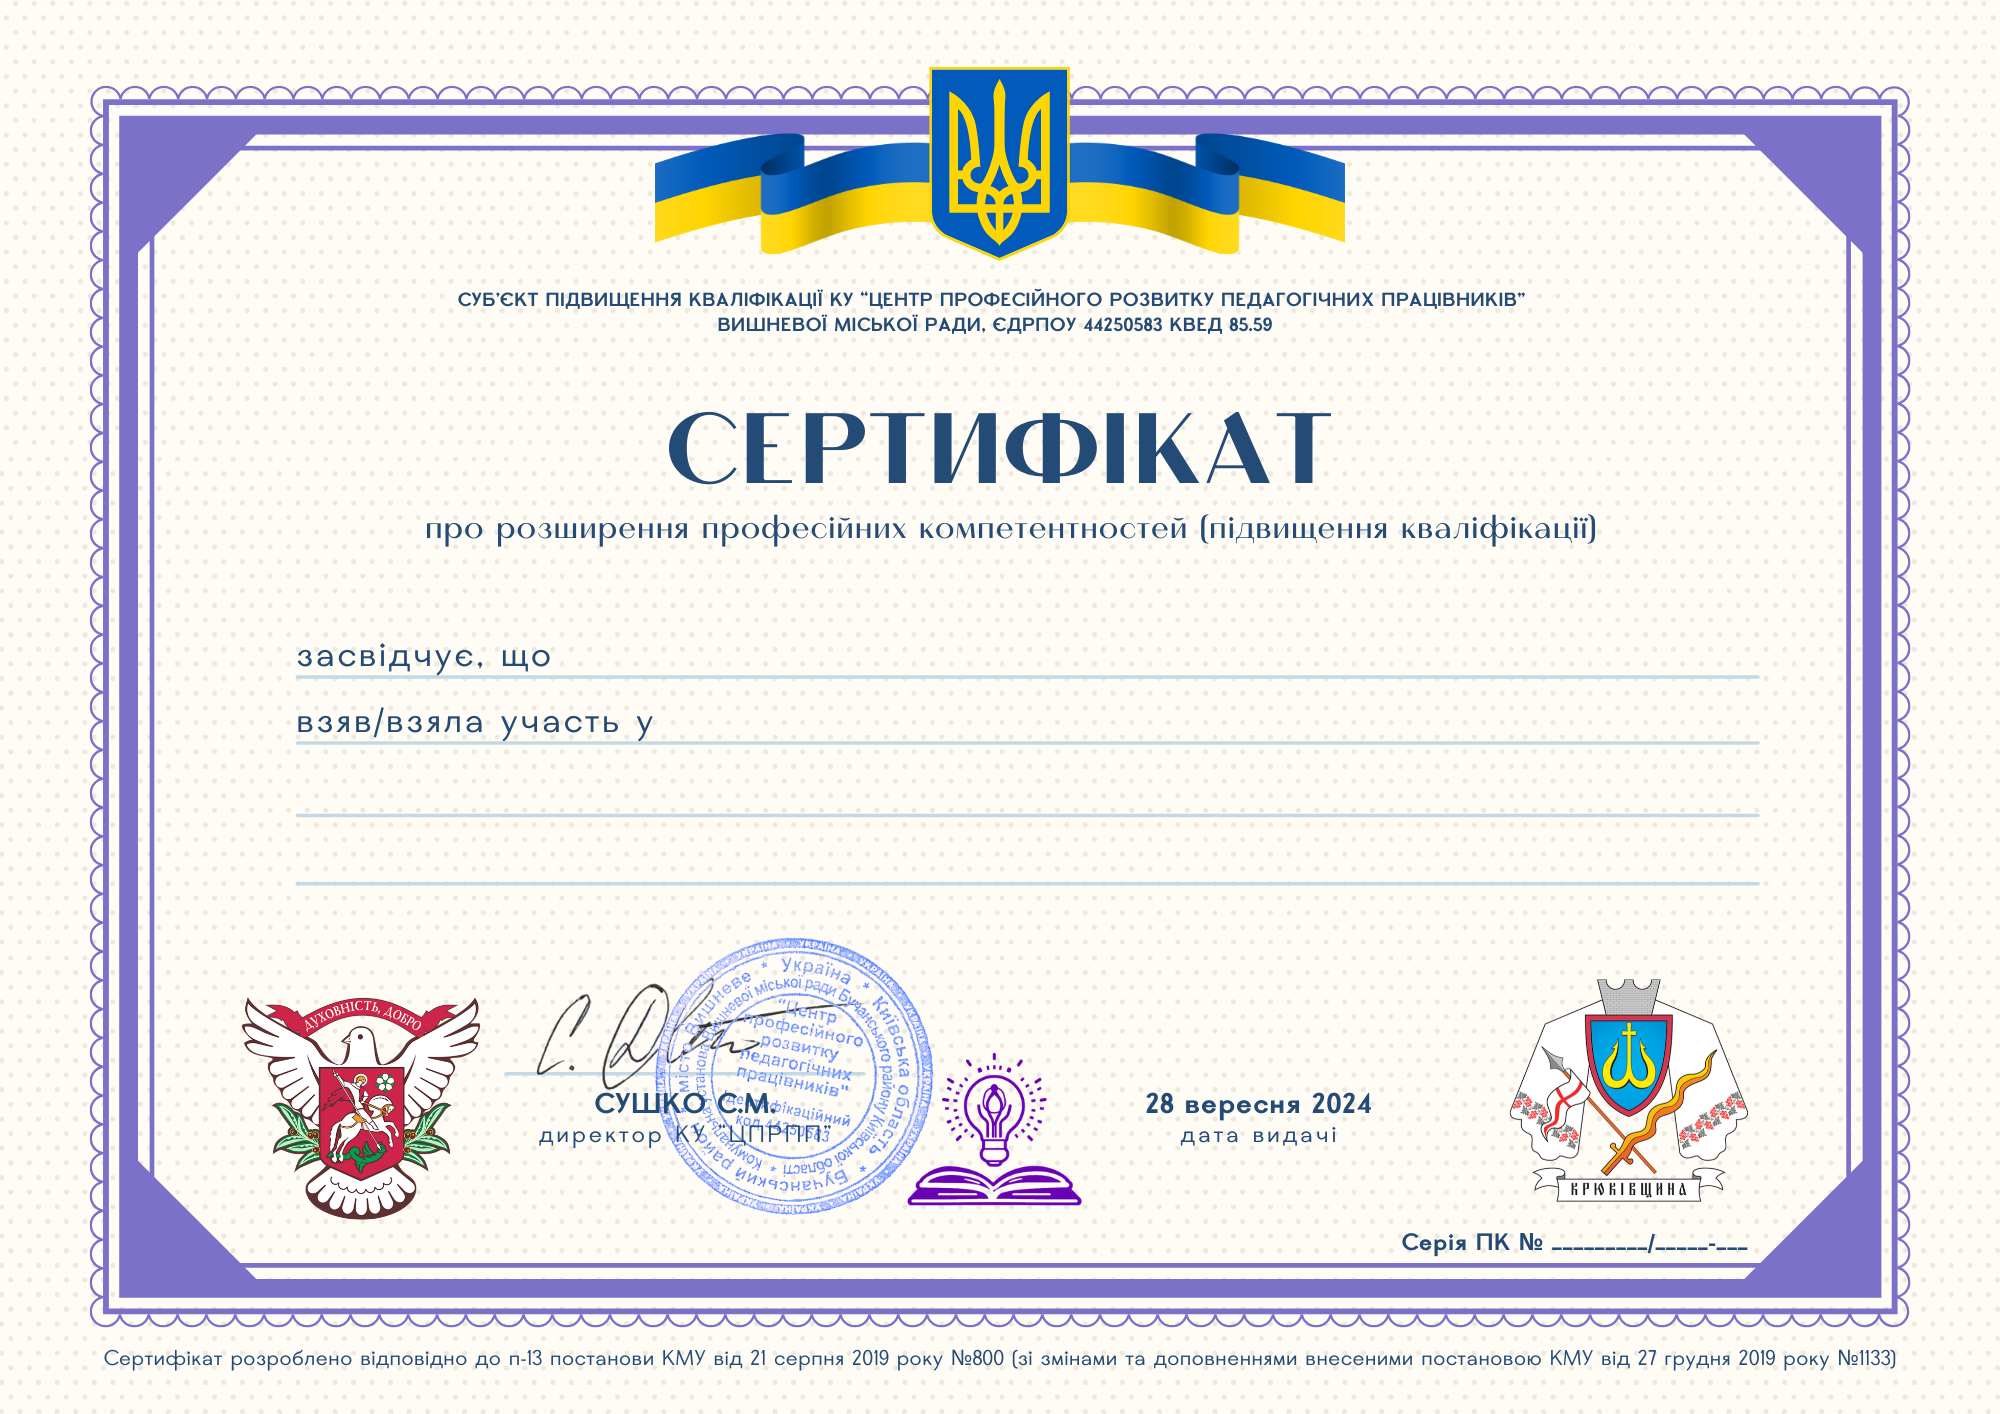 СУБ’ЄКТ ПІДВИЩЕННЯ КВАЛІФІКАЦІЇ КУ “ЦЕНТР ПРОФЕСІЙНОГО РОЗВИТКУ ПЕДАГОГІЧНИХ ПРАЦІВНИКІВ”
ВИШНЕВОЇ МІСЬКОЇ РАДИ, ЄДРПОУ 44250583 КВЕД 85.59
СЕРТИФІКАТ
про розширення професійних компетентностей (підвищення кваліфікації)
засвідчує, що
взяв/взяла участь у
ДУХОВНІСТЬ, ДОБРО
* Україна * Київська область * Бучанський район * місто Вишневе
Вишневої міської ради Бучанського району Київської області * Комунальна установа
"Центр
професійного
розвитку
педагогічних
працівників"
Ідентифікаційний
код 44250583
СУШКО С.М.
директор КУ “ЦПРПП”
28 вересня 2024
дата видачі
КРЮКІВЩИНА
Серія ПК № _________/_____-___
Сертифікат розроблено відповідно до п-13 постанови КМУ від 21 серпня 2019 року №800 (зі змінами та доповненнями внесеними постановою КМУ від 27 грудня 2019 року №1133)